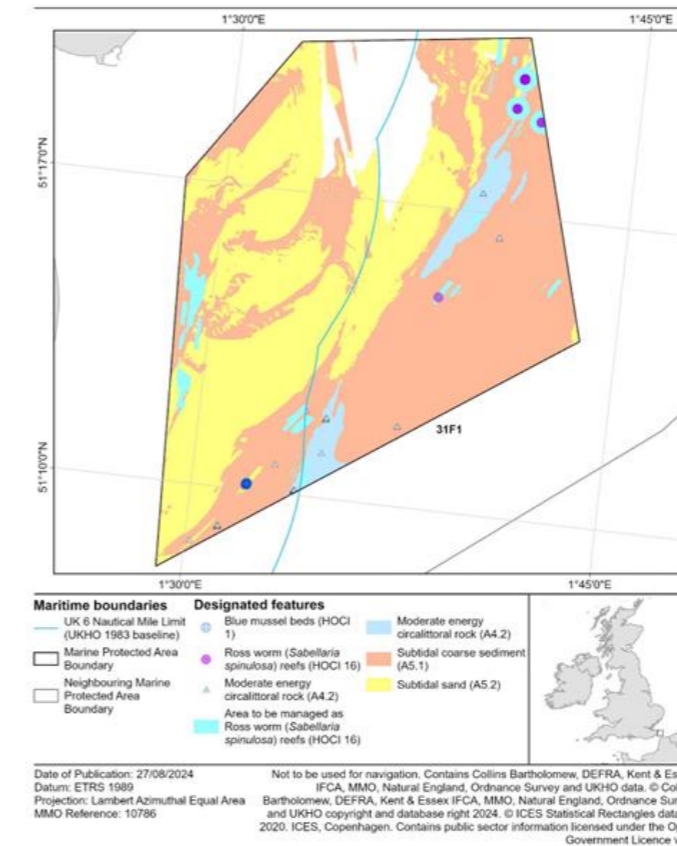 1°30'0"E
1°45'0"E
51°17'0"N
51°10'0"N
31F1
1°30'0"E
1°45'0"E
Maritime boundaries
UK 6 Nautical Mile Limit
(UKHO 1983 baseline)
Marine Protected Area
Boundary
Neighbouring Marine
Protected Area
Boundary
Designated features
Blue mussel beds (HOCI
1)
Ross worm (Sabellaria
spinulosa) reefs (HOCI 16)
Moderate energy
circalittoral rock (A4.2)
Area to be managed as
Ross worm (Sabellaria
spinulosa) reefs (HOCI 16)
Moderate energy
circalittoral rock (A4.2)
Subtidal coarse sediment
(A5.1)
Subtidal sand (A5.2)
Date of Publication: 27/08/2024
Datum: ETRS 1989
Projection: Lambert Azimuthal Equal Area
MMO Reference: 10786
Not to be used for navigation. Contains Collins Bartholomew, DEFRA, Kent & Es
IFCA, MMO, Natural England, Ordnance Survey and UKHO data. © Col
Bartholomew, DEFRA, Kent & Essex IFCA, MMO, Natural England, Ordnance Sur
and UKHO copyright and database right 2024. © ICES Statistical Rectangles data
2020. ICES, Copenhagen. Contains public sector information licensed under the O
Government Licence v